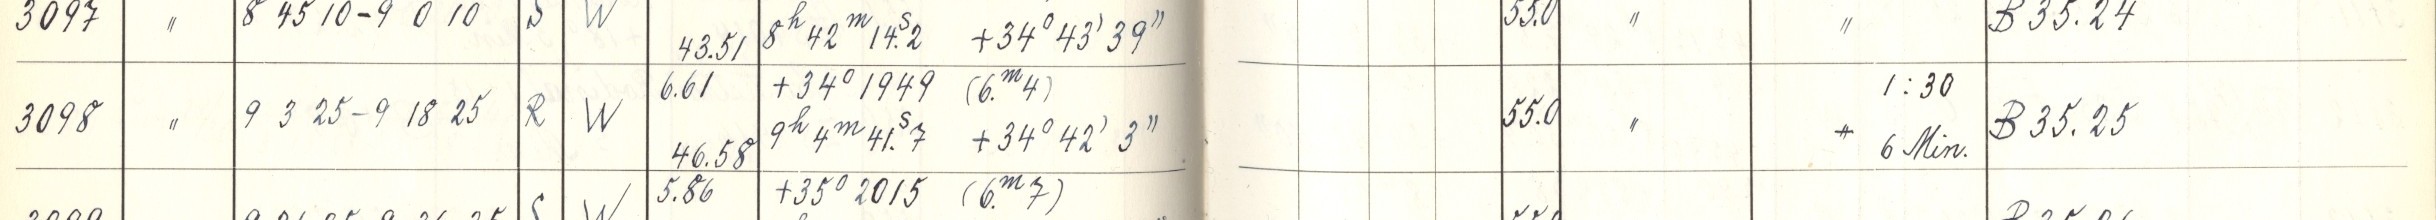 3097 " 8 45 10-9 0 10 S W 55.0 " " B 35.24
43.51 8h 42m 14.s2 +34° 43' 39"
6.61 +34° 1949 (6.m4) 1:30
3098 " 9 3 25-9 18 25 R W 55.0 " " B 35.25
46.58 9h 4m 41.s7 +34° 42' 3" 6 Min.
5.86 +35° 2015 (6.m7)
W